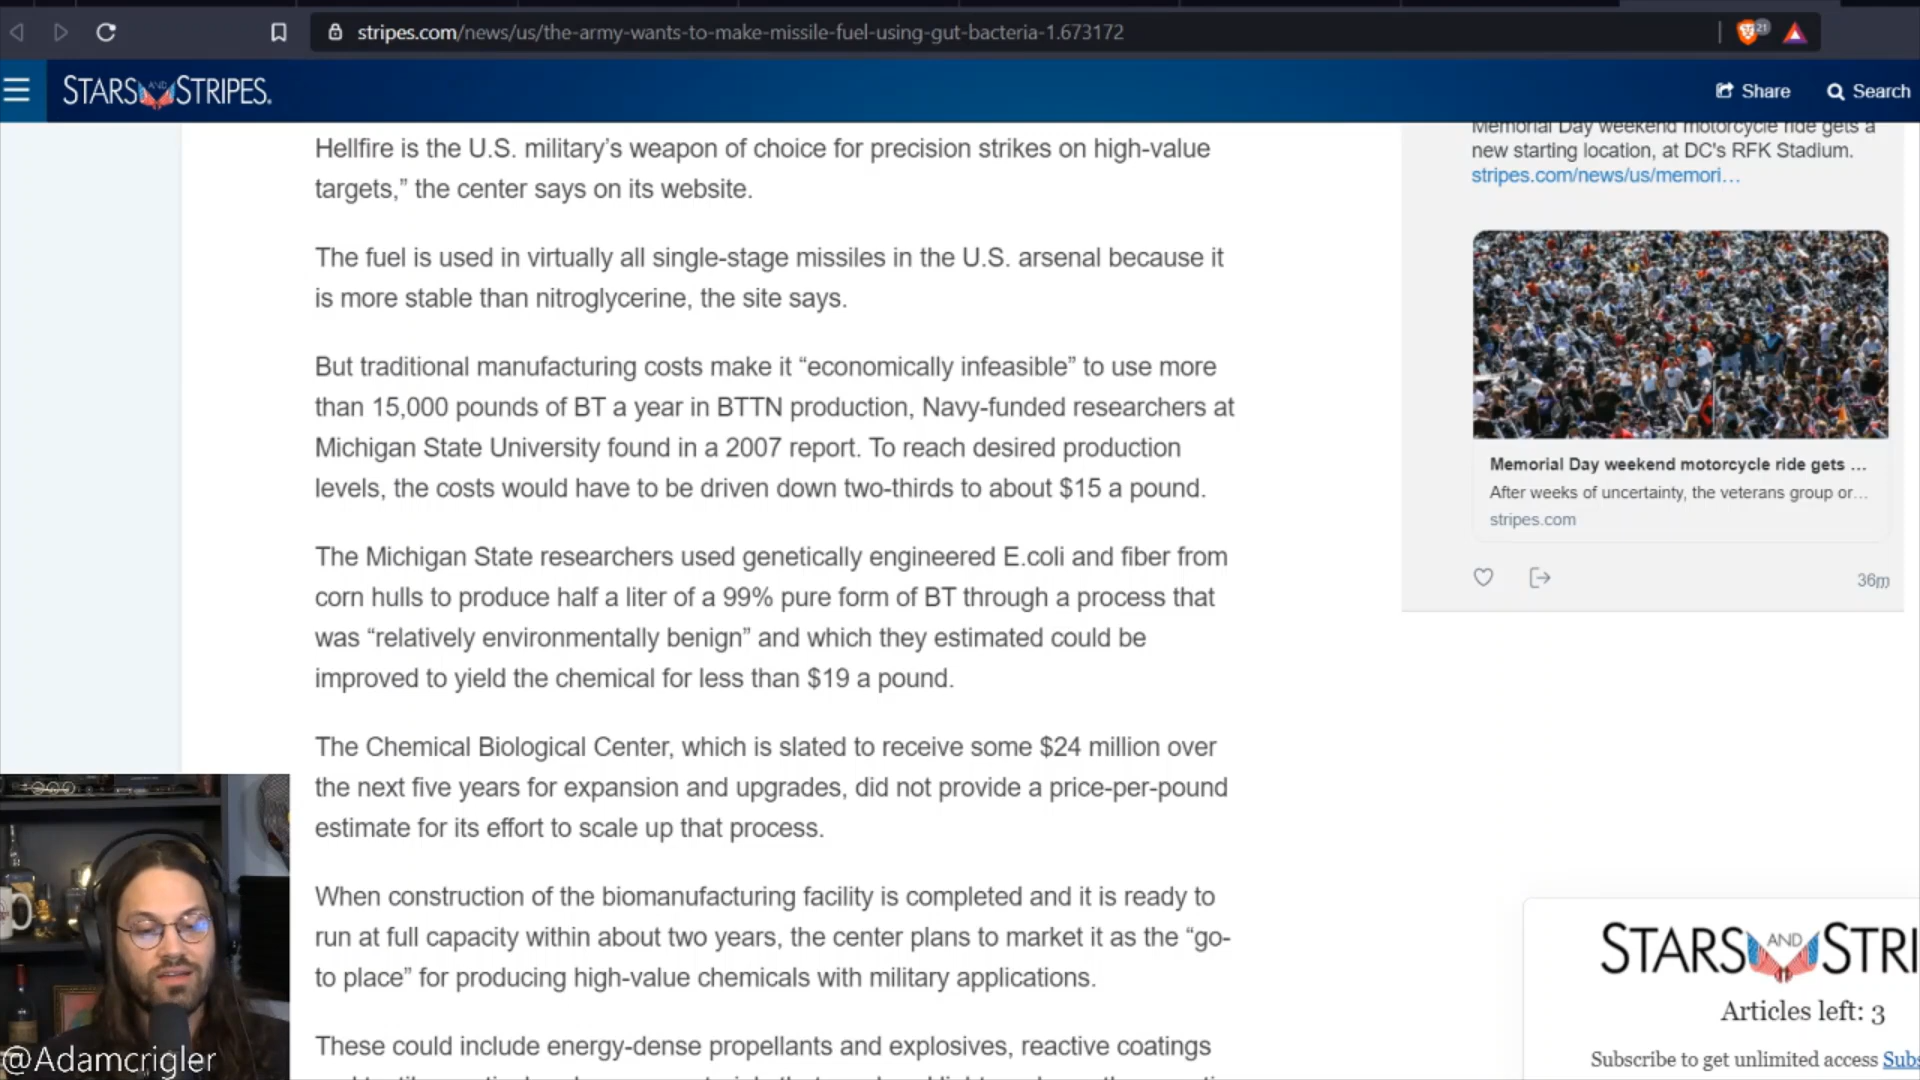 stripes.com/news/us/the-army-wants-to-make-missile-fuel-using-gut-bacteria-1.673172
21
STARS AND STRIPES.
Share
Search
Hellfire is the U.S. military’s weapon of choice for precision strikes on high-value
targets,” the center says on its website.
The fuel is used in virtually all single-stage missiles in the U.S. arsenal because it
is more stable than nitroglycerine, the site says.
But traditional manufacturing costs make it “economically infeasible” to use more
than 15,000 pounds of BT a year in BTTN production, Navy-funded researchers at
Michigan State University found in a 2007 report. To reach desired production
levels, the costs would have to be driven down two-thirds to about $15 a pound.
The Michigan State researchers used genetically engineered E.coli and fiber from
corn hulls to produce half a liter of a 99% pure form of BT through a process that
was “relatively environmentally benign” and which they estimated could be
improved to yield the chemical for less than $19 a pound.
The Chemical Biological Center, which is slated to receive some $24 million over
the next five years for expansion and upgrades, did not provide a price-per-pound
estimate for its effort to scale up that process.
When construction of the biomanufacturing facility is completed and it is ready to
run at full capacity within about two years, the center plans to market it as the “go-
to place” for producing high-value chemicals with military applications.
These could include energy-dense propellants and explosives, reactive coatings
Memorial Day weekend motorcycle ride gets a
new starting location, at DC's RFK Stadium.
stripes.com/news/us/memori…
Memorial Day weekend motorcycle ride gets ...
After weeks of uncertainty, the veterans group or...
stripes.com
36m
STARS AND STRI
Articles left: 3
Subscribe to get unlimited access Subs
@Adamcrigler